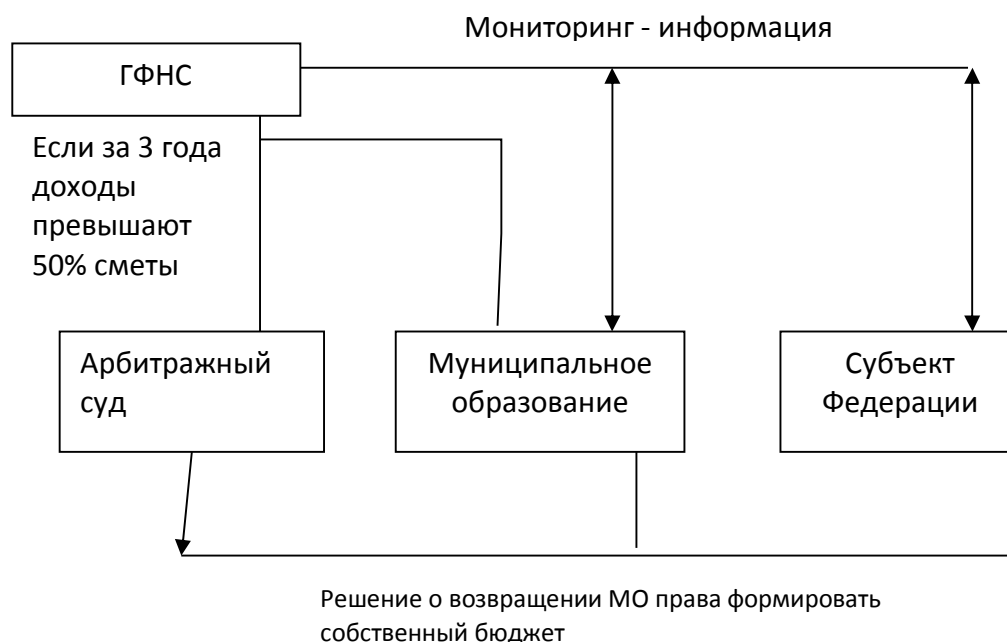 Мониторинг - информация
ГФНС
Если за 3 года
доходы
превышают
50% сметы
Арбитражный
суд
Муниципальное
образование
Субъект
Федерации
Решение о возвращении МО права формировать
собственный бюджет